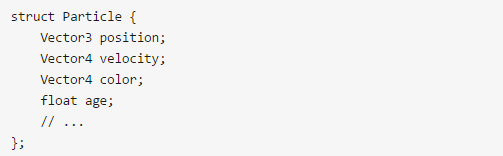 struct Particle {
    Vector3 position;
    Vector4 velocity;
    Vector4 color;
    float age;
    // ...
};